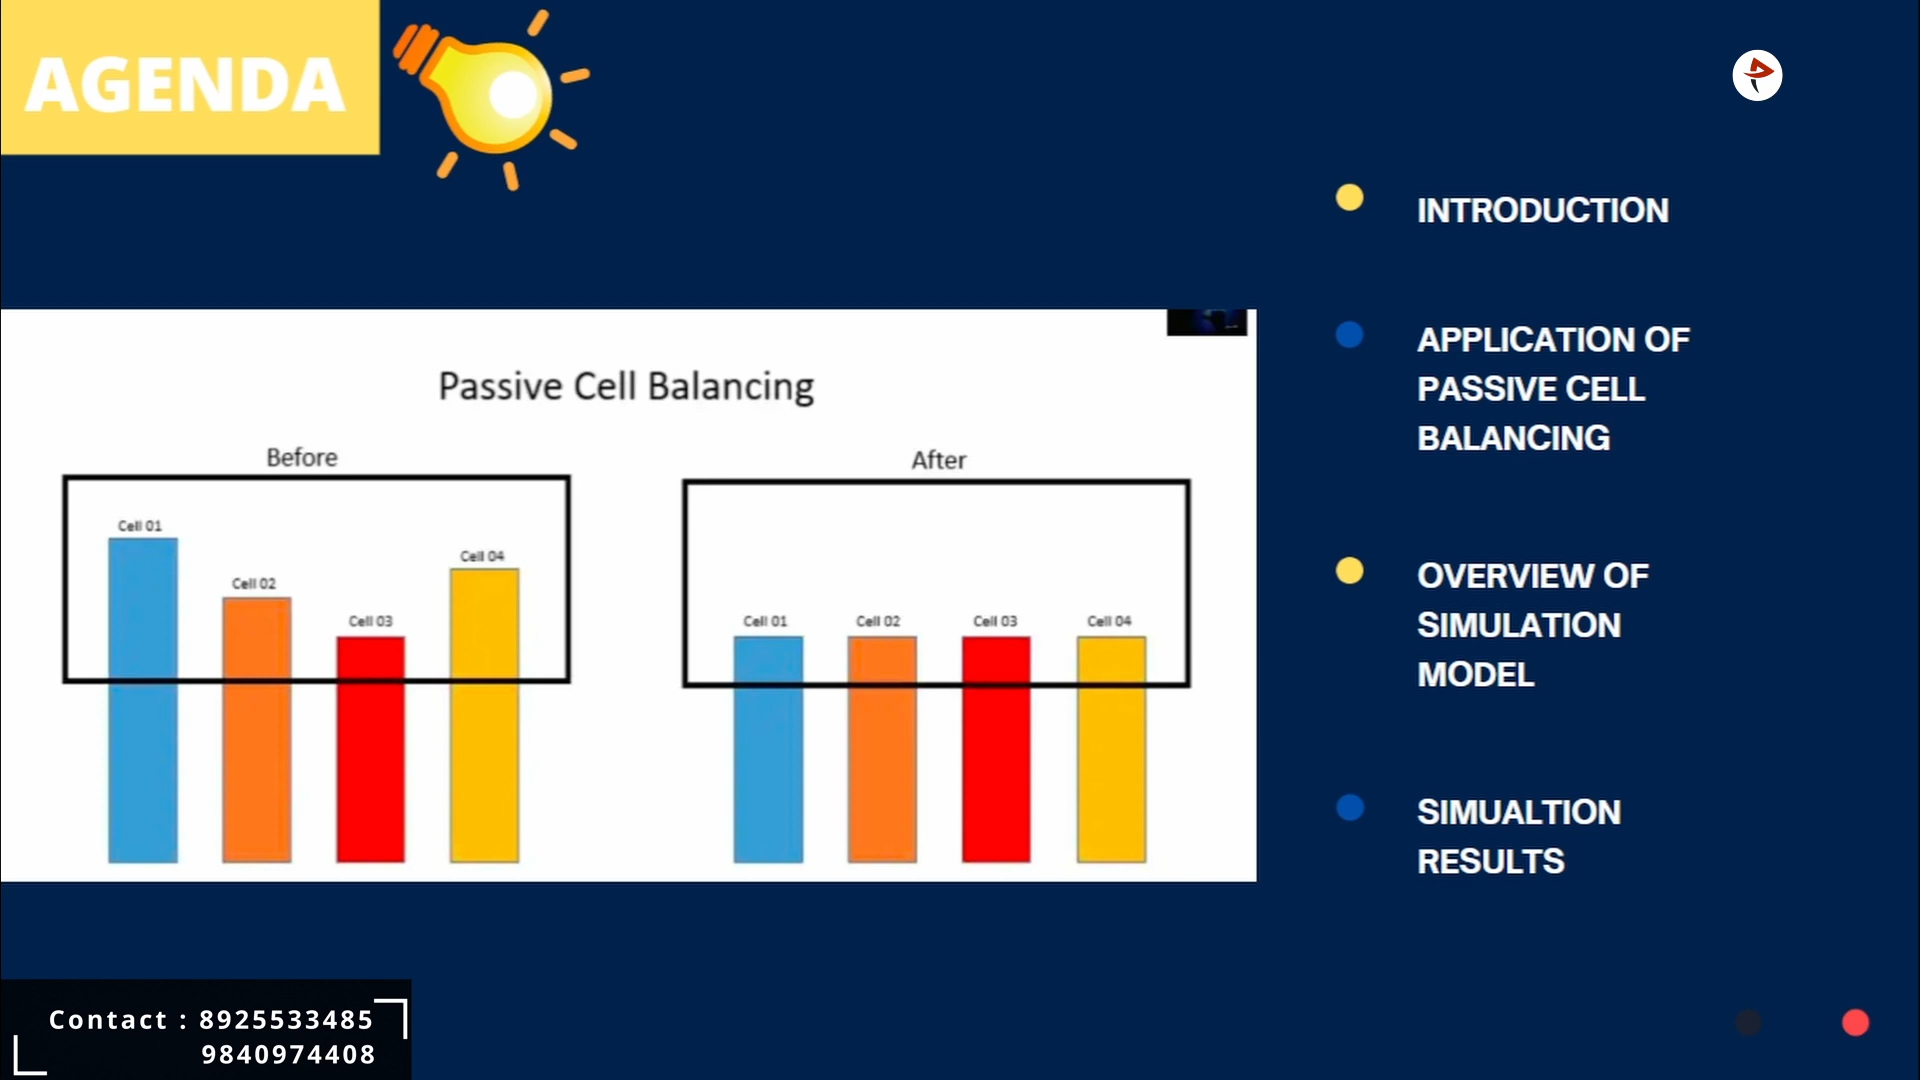 AGENDA
INTRODUCTION
APPLICATION OF
PASSIVE CELL
BALANCING
OVERVIEW OF
SIMULATION
MODEL
SIMUALTION
RESULTS
Passive Cell Balancing
Before
Cell 01
Cell 02
Cell 03
Cell 04
After
Cell 01
Cell 02
Cell 03
Cell 04
Contact : 8925533485
9840974408